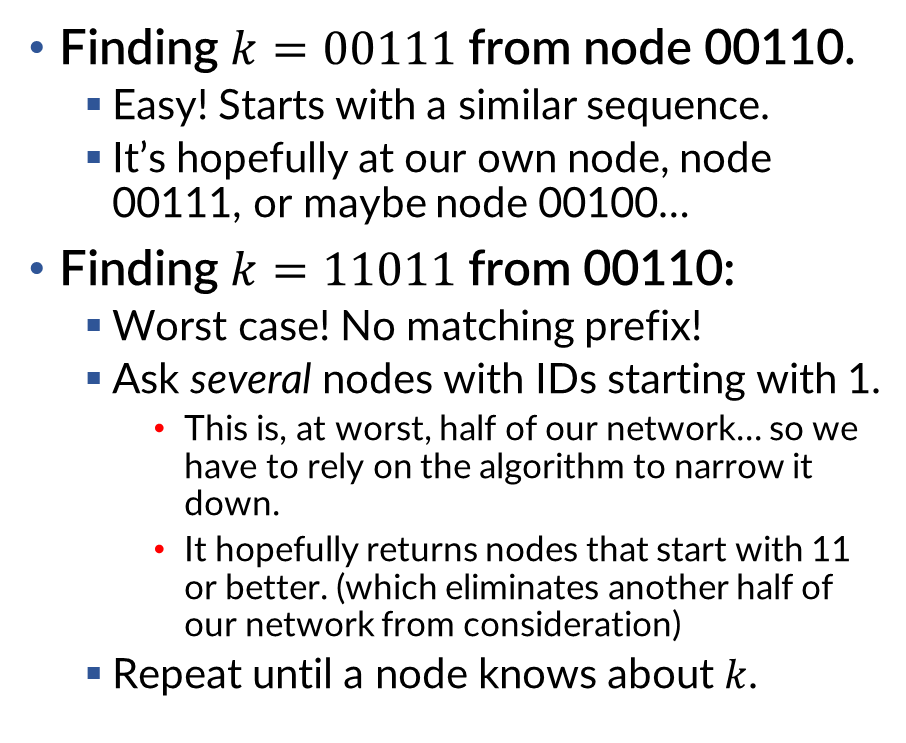 • Finding k = 00111 from node 00110.
▪ Easy! Starts with a similar sequence.
▪ It’s hopefully at our own node, node
00111, or maybe node 00100…
• Finding k = 11011 from 00110:
▪ Worst case! No matching prefix!
▪ Ask several nodes with IDs starting with 1.
• This is, at worst, half of our network… so we
have to rely on the algorithm to narrow it
down.
• It hopefully returns nodes that start with 11
or better. (which eliminates another half of
our network from consideration)
▪ Repeat until a node knows about k.